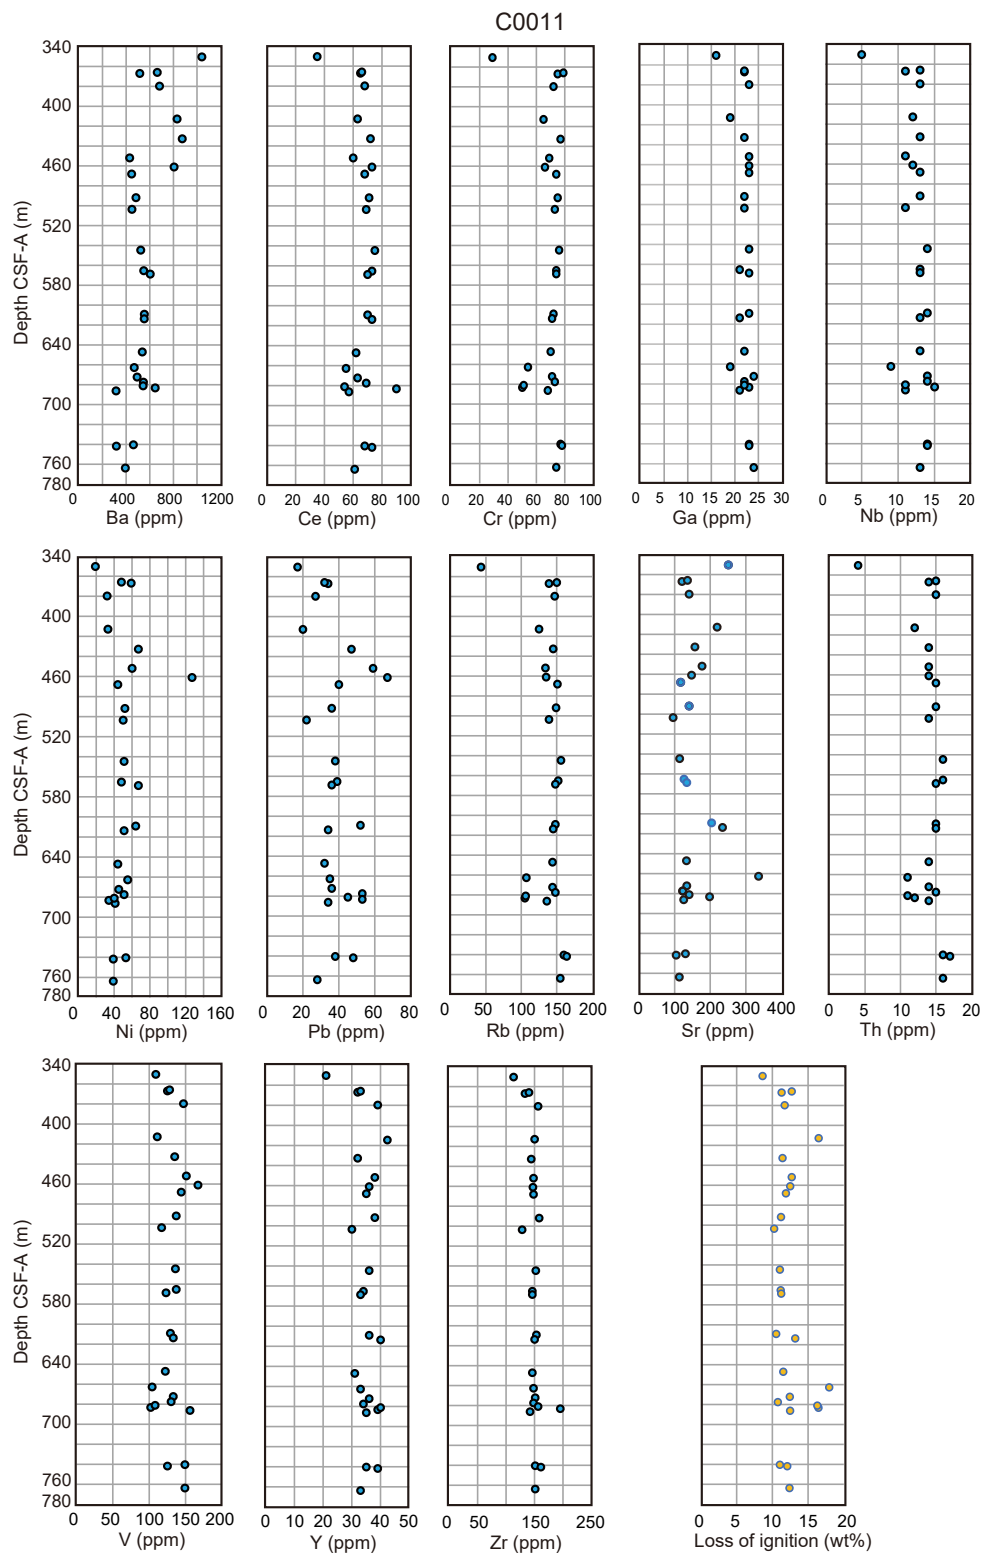 C0011
340
400
460
520
580
640
700
760
780
Depth CSF-A (m)
0 400 800 1200
Ba (ppm)
0 20 40 60 80 100
Ce (ppm)
0 20 40 60 80 100
Cr (ppm)
0 5 10 15 20 25 30
Ga (ppm)
0 5 10 15 20
Nb (ppm)
340
400
460
520
580
640
700
760
780
Depth CSF-A (m)
0 40 80 120 160
Ni (ppm)
0 20 40 60 80
Pb (ppm)
0 50 100 150 200
Rb (ppm)
0 100 200 300 400
Sr (ppm)
0 5 10 15 20
Th (ppm)
340
400
460
520
580
640
700
760
780
Depth CSF-A (m)
0 50 100 150 200
V (ppm)
0 10 20 30 40 50
Y (ppm)
0 50 150 250
Zr (ppm)
0 5 10 15 20
Loss of ignition (wt%)